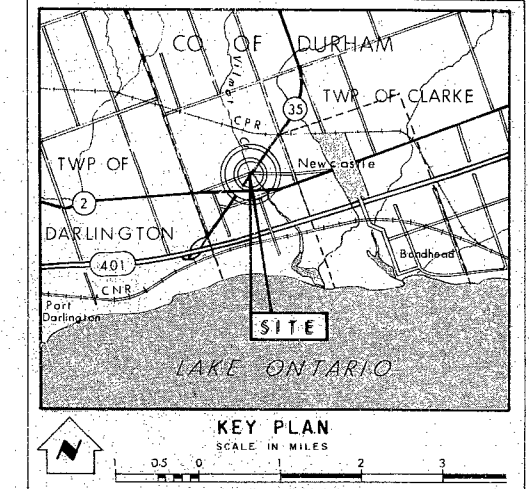 CO. OF DURHAM
TWP. OF CLARKE
35
CPR
Wilmot
Newcastle
TWP OF
DARLINGTON
2
401
CNR
Bondhead
Port
Darlington
SITE
LAKE ONTARIO
KEY PLAN
SCALE IN MILES
N
1 0.5 0 1 2 3